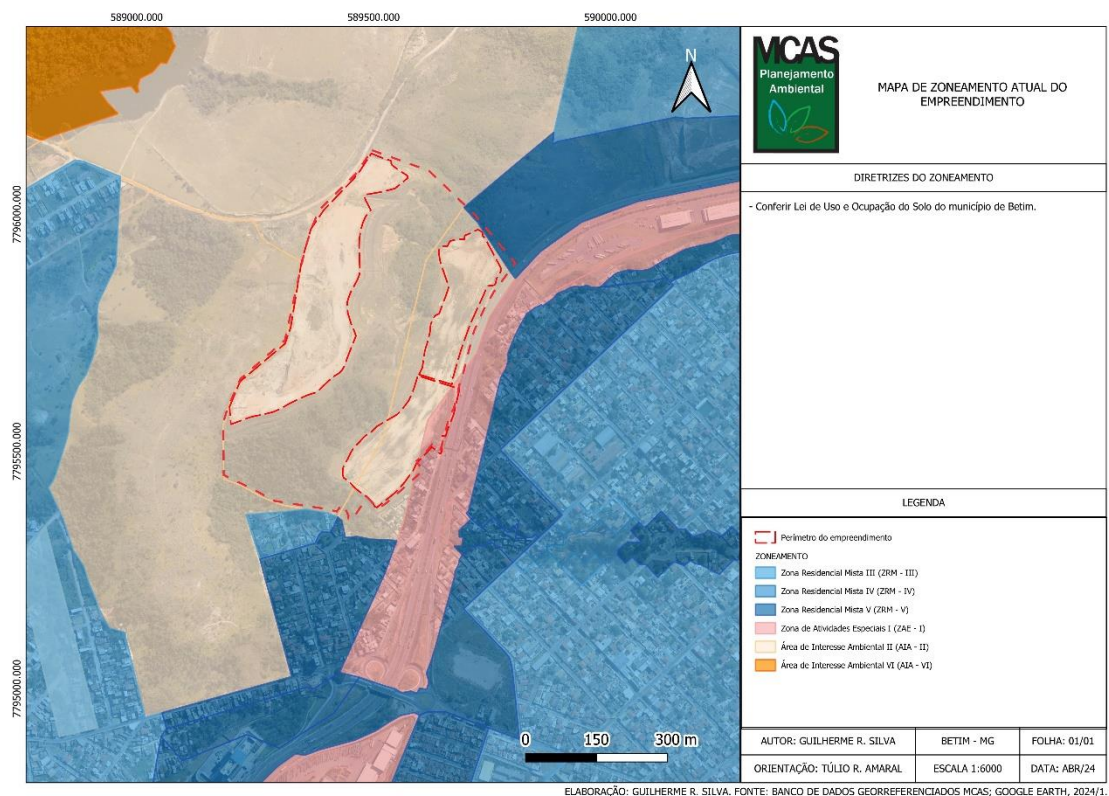 589000.000
589500.000
590000.000
7796000.000
7795500.000
7795000.000
N
0 150 300 m
MCAS
Planejamento
Ambiental
MAPA DE ZONEAMENTO ATUAL DO
EMPREENDIMENTO
DIRETRIZES DO ZONEAMENTO
- Conferir Lei de Uso e Ocupação do Solo do município de Betim.
LEGENDA
Perímetro do empreendimento
ZONEAMENTO
Zona Residencial Mista III (ZRM - III)
Zona Residencial Mista IV (ZRM - IV)
Zona Residencial Mista V (ZRM - V)
Zona de Atividades Especiais I (ZAE - I)
Área de Interesse Ambiental II (AIA - II)
Área de Interesse Ambiental VI (AIA - VI)
AUTOR: GUILHERME R. SILVA
BETIM - MG
FOLHA: 01/01
ORIENTAÇÃO: TÚLIO R. AMARAL
ESCALA 1:6000
DATA: ABR/24
ELABORAÇÃO: GUILHERME R. SILVA. FONTE: BANCO DE DADOS GEORREFERENCIADOS MCAS; GOOGLE EARTH, 2024/1.